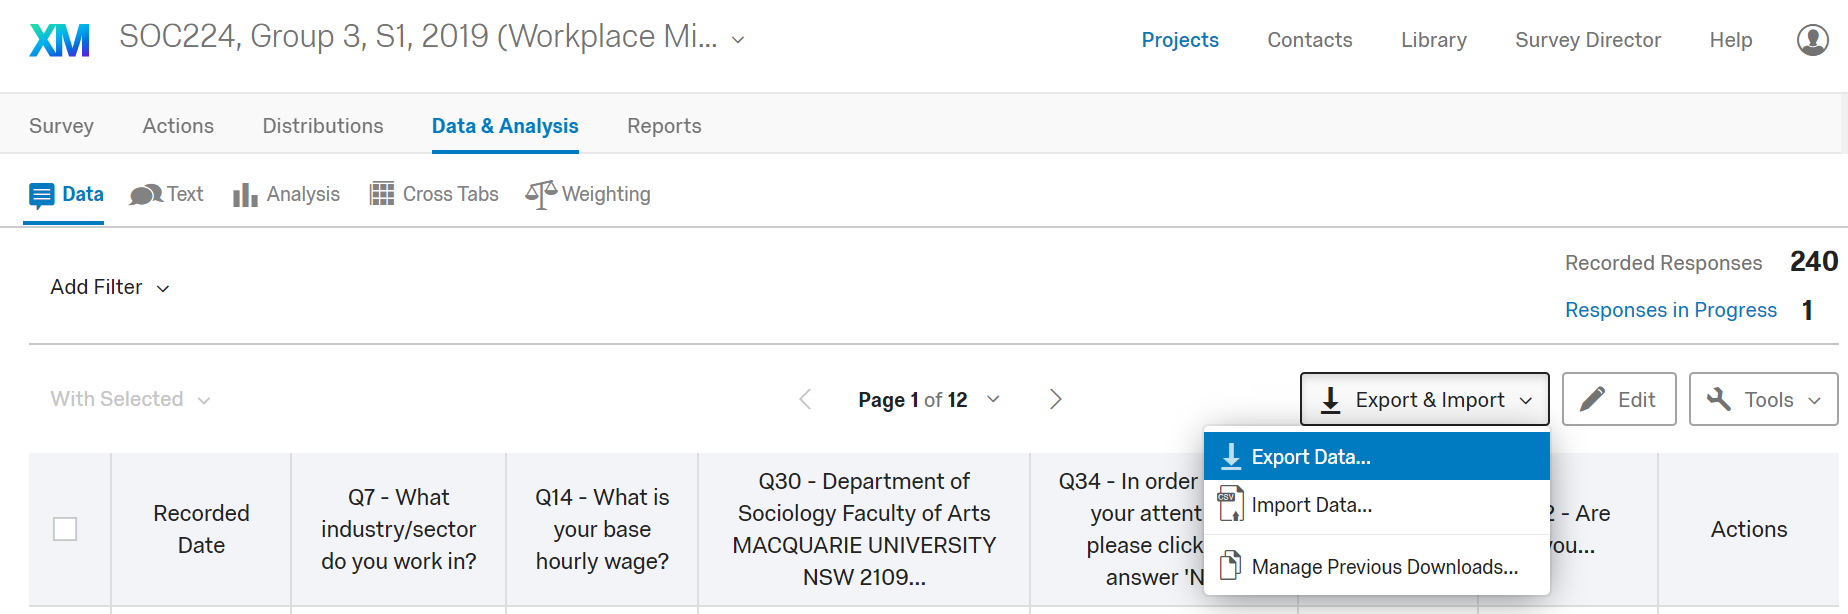 XM SOC224, Group 3, S1, 2019 (Workplace Mi... Projects Contacts Library Survey Director Help
Survey Actions Distributions Data & Analysis Reports
Data Text Analysis Cross Tabs Weighting
Recorded Responses 240
Add Filter
Responses in Progress 1
With Selected Page 1 of 12 Export & Import Edit Tools
Export Data...
CSV Import Data...
Manage Previous Downloads...
Recorded
Date
Q7 - What
industry/sector
do you work in?
Q14 - What is
your base
hourly wage?
Q30 - Department of
Sociology Faculty of Arts
MACQUARIE UNIVERSITY
NSW 2109...
Q34 - In order
your attent
please click
answer 'N
2 - Are
you...
Actions